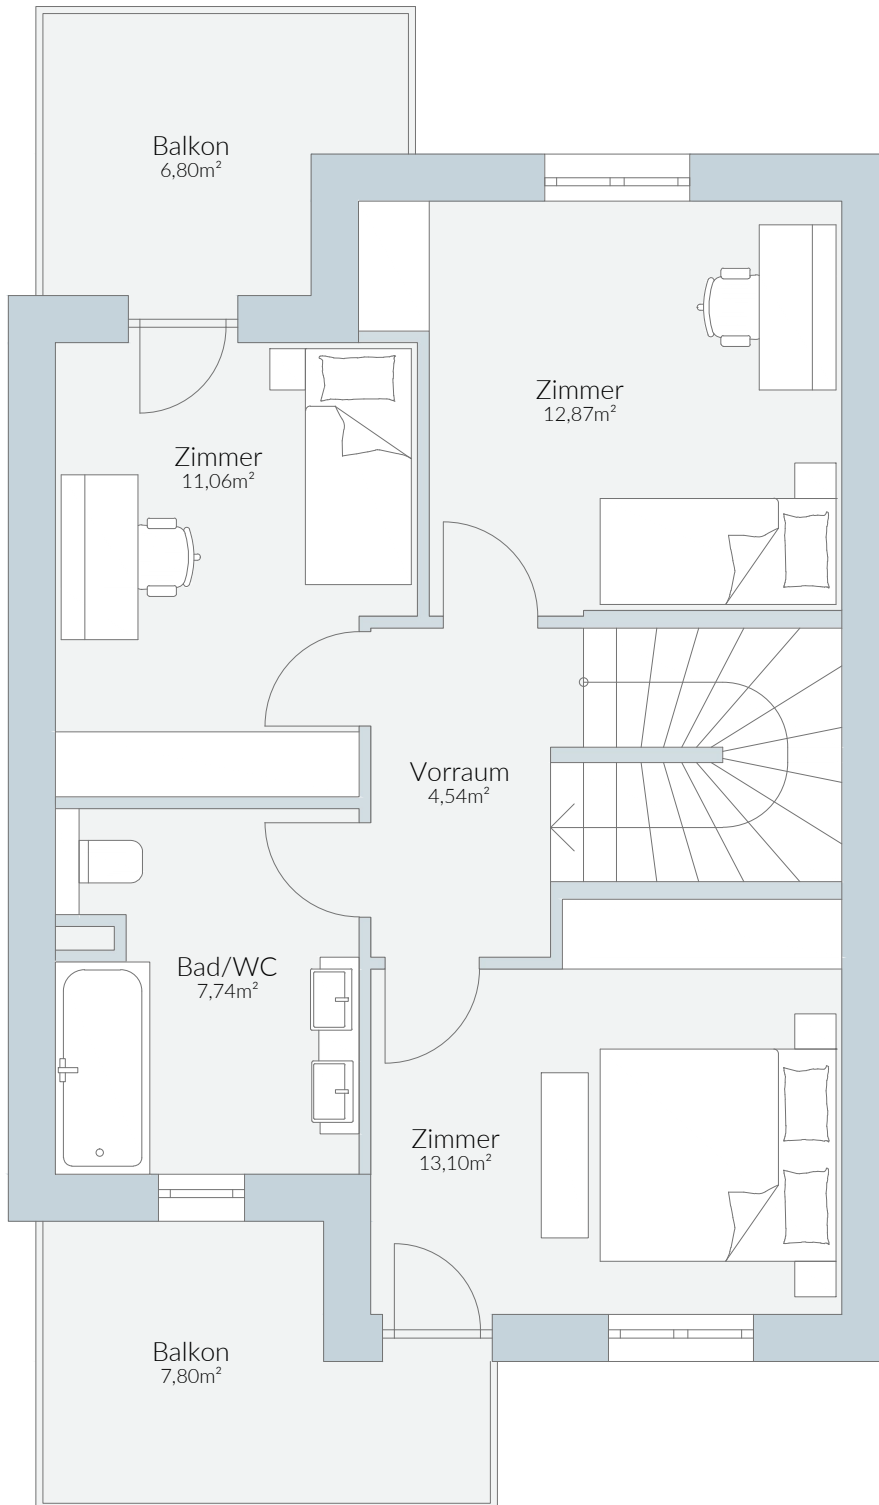 Balkon
6,80m²
Zimmer
12,87m²
Zimmer
11,06m²
Vorraum
4,54m²
Bad/WC
7,74m²
Zimmer
13,10m²
Balkon
7,80m²